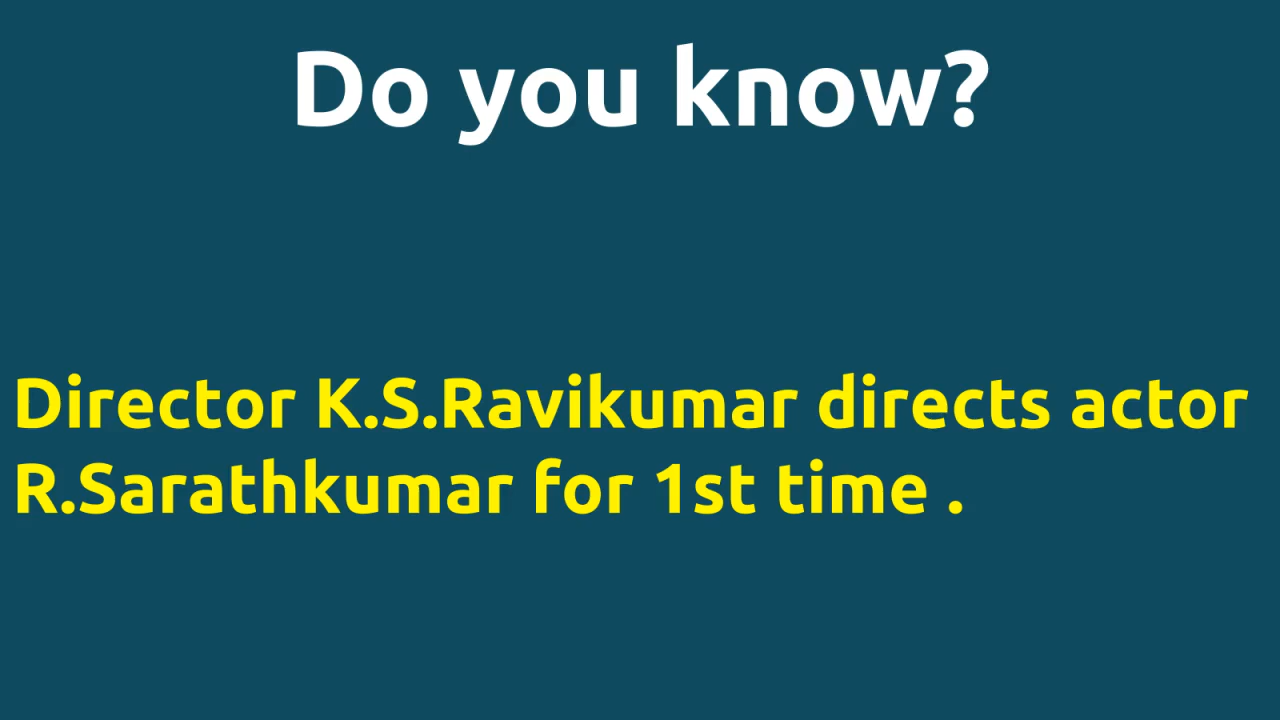 Do you know?
Director K.S.Ravikumar directs actor
R.Sarathkumar for 1st time .